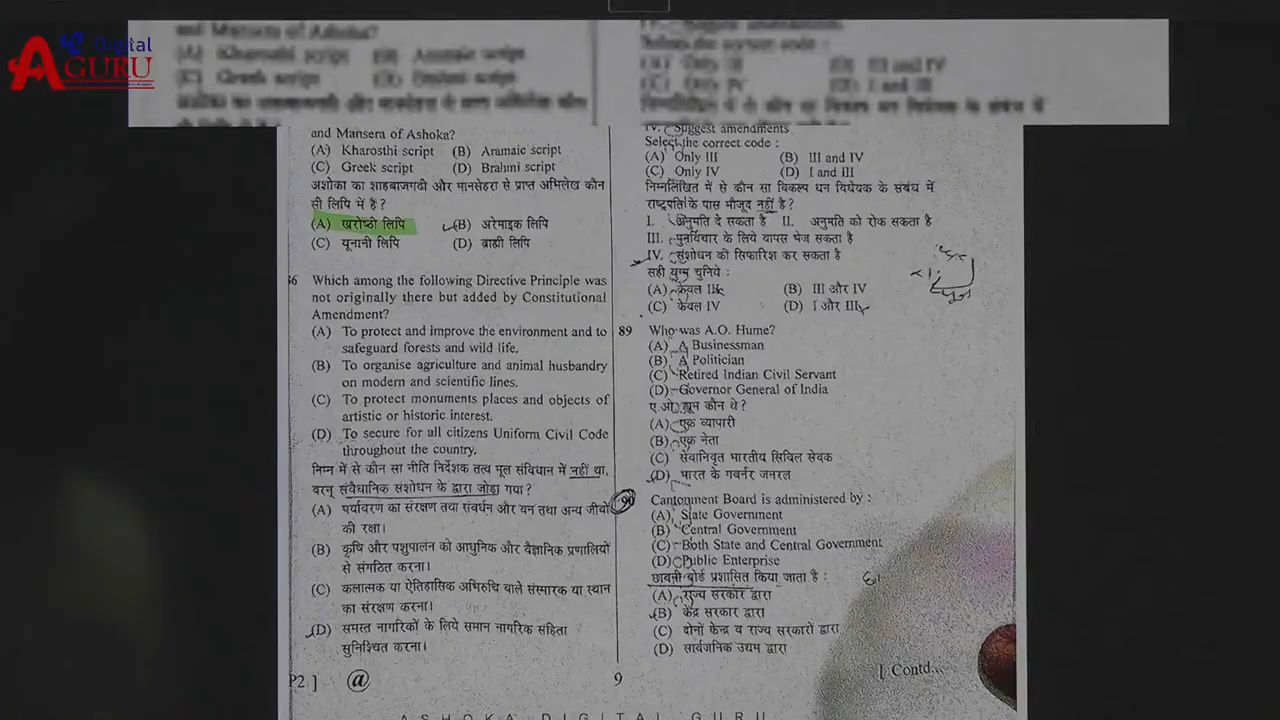 Digital
AGURU
and Mansera of Ashoka?
(A) Kharosthi script (B) Aramaic script
(C) Greek script (D) Brahmi script
अशोका का शाहबाजगढी और मानसेहरा से प्राप्त अभिलेख कौन
सी लिपि में हैं?
(A) खरोष्ठी लिपि (B) अरेमाइक लिपि
(C) यूनानी लिपि (D) ब्राह्मी लिपि
Which among the following Directive Principle was
not originally there but added by Constitutional
Amendment?
(A) To protect and improve the environment and to
safeguard forests and wild life.
(B) To organise agriculture and animal husbandry
on modern and scientific lines.
(C) To protect monuments places and objects of
artistic or historic interest.
(D) To secure for all citizens Uniform Civil Code
throughout the country.
निम्न में से कौन सा नीति निर्देशक तत्व मूल संविधान में नहीं था,
वरन् संवैधानिक संशोधन के द्वारा जोड़ा गया?
(A) पर्यावरण का संरक्षण तथा संवर्धन और वन तथा अन्य जीवों
की रक्षा।
(B) कृषि और पशुपालन को आधुनिक और वैज्ञानिक प्रणालियों
से संगठित करना।
(C) कलात्मक या ऐतिहासिक अभिरुचि वाले संस्मारक या स्थान
का संरक्षण करना।
(D) समस्त नागरिकों के लिये समान नागरिक संहिता
सुनिश्चित करना।
P2 ] @
IV. Suggest amendments
Select the correct code :
(A) Only III (B) III and IV
(C) Only IV (D) I and III
निम्नलिखित में से कौन सा विकल्प धन विधेयक के संबंध में
राष्ट्रपति के पास मौजूद नहीं है?
I. अनुमति दे सकता है II. अनुमति को रोक सकता है
III. पुनर्विचार के लिये वापस भेज सकता है
IV. संशोधन की सिफारिश कर सकता है
सही युग्म चुनिये :
(A) केवल III (B) III और IV
(C) केवल IV (D) I और III
89 Who was A.O. Hume?
(A) A Businessman
(B) A Politician
(C) Retired Indian Civil Servant
(D) Governor General of India
ए.ओ. ह्यूम कौन थे?
(A) एक व्यापारी
(B) एक नेता
(C) सेवानिवृत भारतीय सिविल सेवक
(D) भारत के गवर्नर जनरल
90 Cantonment Board is administered by :
(A) State Government
(B) Central Government
(C) Both State and Central Government
(D) Public Enterprise
छावनी बोर्ड प्रशासित किया जाता है :
(A) राज्य सरकार द्वारा
(B) केंद्र सरकार द्वारा
(C) दोनों केन्द्र व राज्य सरकारों द्वारा
(D) सार्वजनिक उद्यम द्वारा
9
[ Contd...
ASHOKA DIGITAL GURU